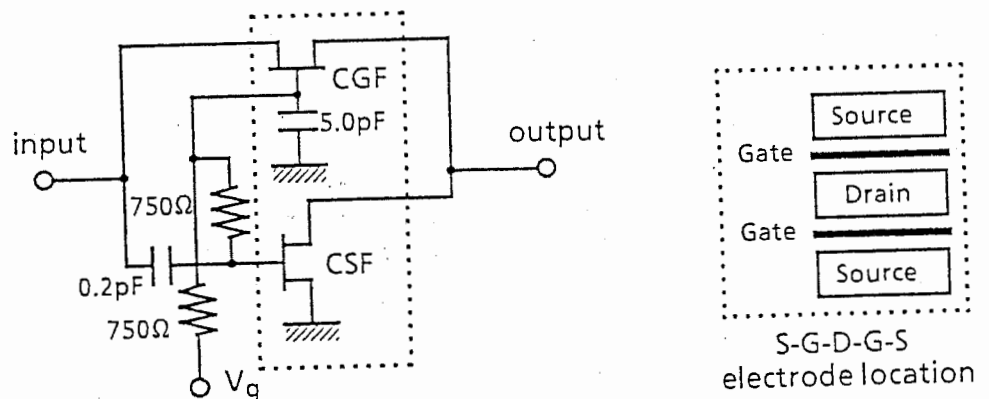 CGF
5.0pF
input
output
750Ω
CSF
0.2pF
750Ω
Vg
Source
Gate
Drain
Gate
Source
S-G-D-G-S
electrode location